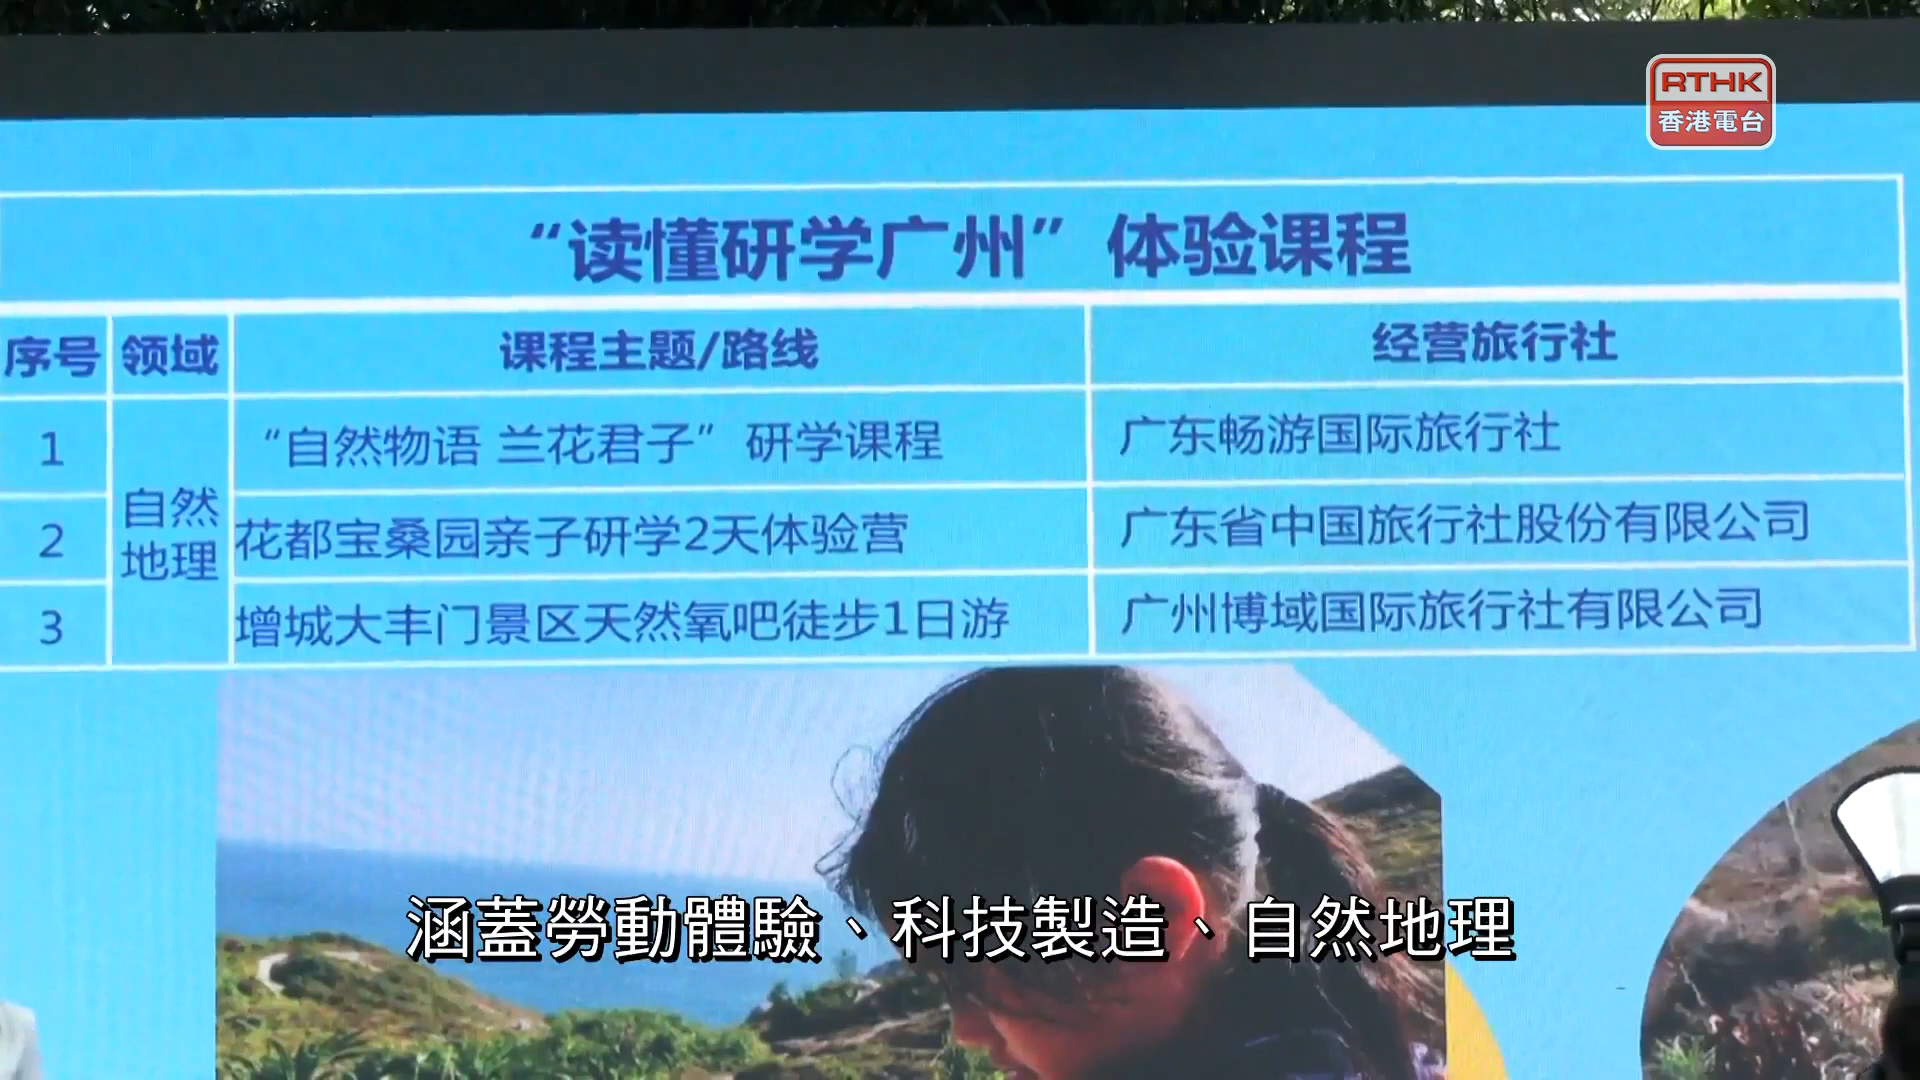 RTHK
香港電台
“读懂研学广州” 体验课程
序号 领域 课程主题/路线 经营旅行社
1 “自然物语 兰花君子” 研学课程 广东畅游国际旅行社
自然
地理
2 花都宝桑园亲子研学2天体验营 广东省中国旅行社股份有限公司
3 增城大丰门景区天然氧吧徒步1日游 广州博域国际旅行社有限公司
涵蓋勞動體驗、科技製造、自然地理